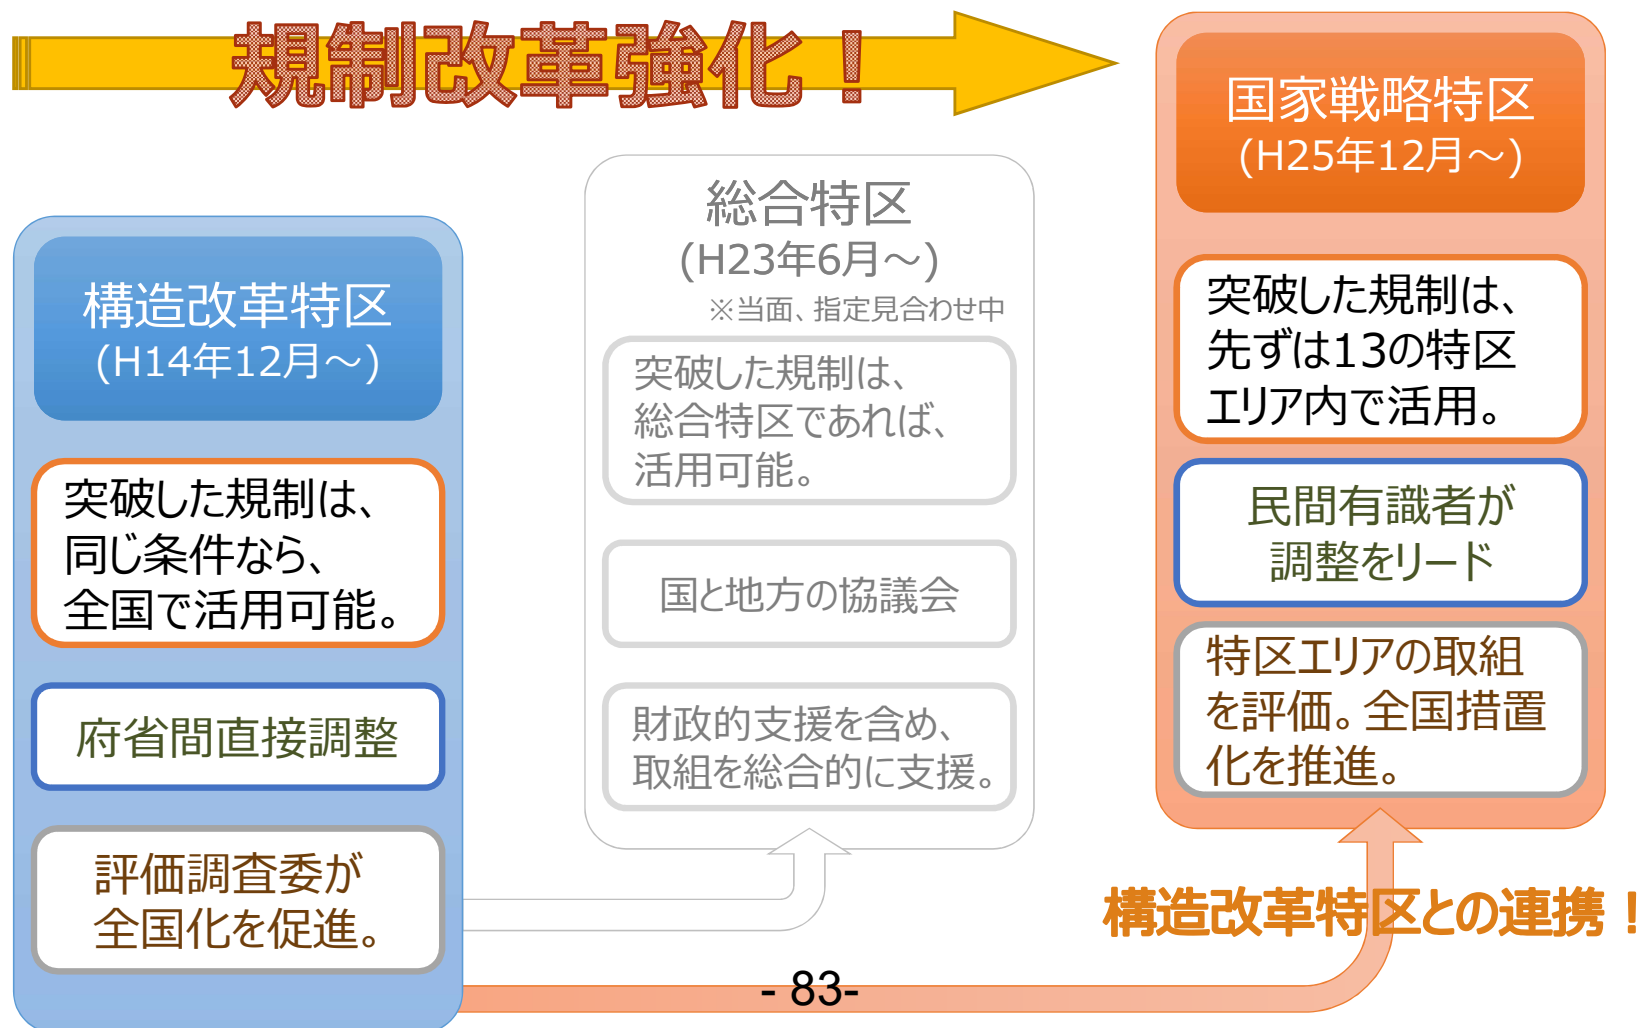 規制改革強化！
構造改革特区
(H14年12月～)
突破した規制は、
同じ条件なら、
全国で活用可能。
府省間直接調整
評価調査委が
全国化を促進。
総合特区
(H23年6月～)
※当面、指定見合わせ中
突破した規制は、
総合特区であれば、
活用可能。
国と地方の協議会
財政的支援を含め、
取組を総合的に支援。
国家戦略特区
(H25年12月～)
突破した規制は、
先ずは13の特区
エリア内で活用。
民間有識者が
調整をリード
特区エリアの取組
を評価。全国措置
化を推進。
構造改革特区との連携！
- 83-